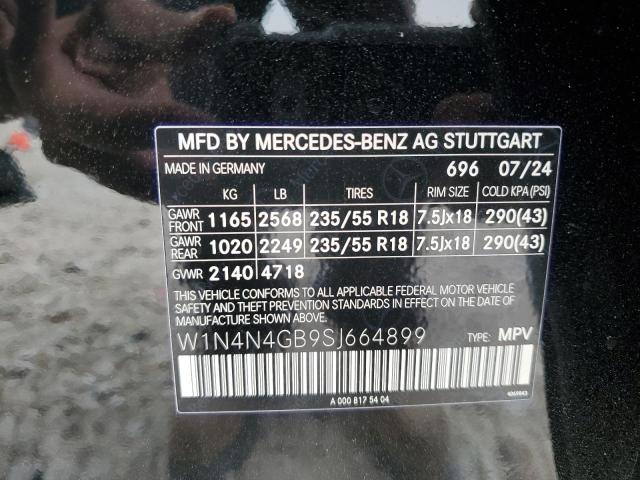 MFD BY MERCEDES-BENZ AG STUTTGART
MADE IN GERMANY 696 07/24
KG LB TIRES RIM SIZE COLD KPA(PSI)
GAWR FRONT 1165 2568 235/55 R18 7.5Jx18 290(43)
GAWR REAR 1020 2249 235/55 R18 7.5Jx18 290(43)
GVWR 2140 4718
THIS VEHICLE CONFORMS TO ALL APPLICABLE FEDERAL MOTOR VEHICLE
SAFETY AND THEFT PREVENTION STANDARDS IN EFFECT ON THE
DATE OF MANUFACTURE SHOWN ABOVE.
W1N4N4GB9SJ664899 TYPE: MPV
A 000 817 54 04